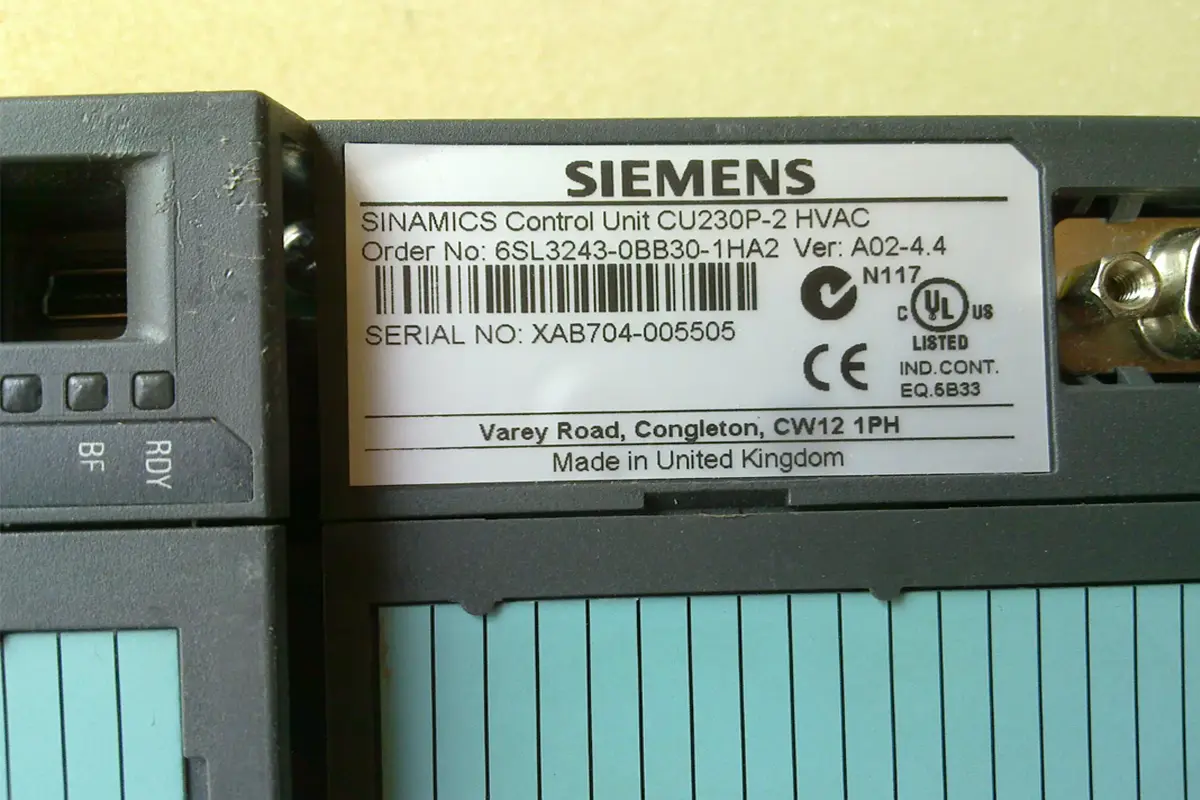 SIEMENS
SINAMICS Control Unit CU230P-2 HVAC
Order No: 6SL3243-0BB30-1HA2 Ver: A02-4.4
N117
SERIAL NO: XAB704-005505
C UL US
LISTED
CE
IND.CONT.
EQ.5B33
Varey Road, Congleton, CW12 1PH
Made in United Kingdom
BF
RDY